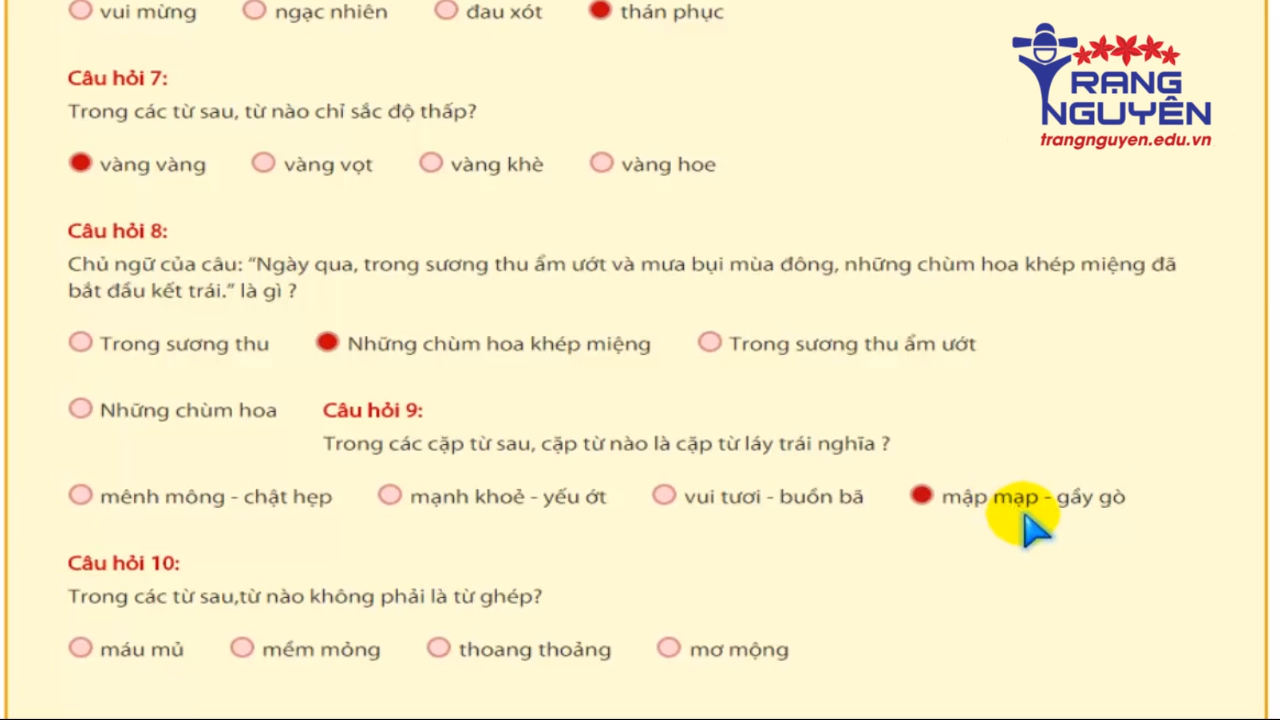 vui mừng ngạc nhiên đau xót thán phục
TRẠNG
NGUYÊN
trangnguyen.edu.vn
Câu hỏi 7:
Trong các từ sau, từ nào chỉ sắc độ thấp?
vàng vàng vàng vọt vàng khè vàng hoe
Câu hỏi 8:
Chủ ngữ của câu: “Ngày qua, trong sương thu ẩm ướt và mưa bụi mùa đông, những chùm hoa khép miệng đã
bắt đầu kết trái.” là gì ?
Trong sương thu Những chùm hoa khép miệng Trong sương thu ẩm ướt
Những chùm hoa Câu hỏi 9:
Trong các cặp từ sau, cặp từ nào là cặp từ láy trái nghĩa ?
mênh mông - chật hẹp mạnh khoẻ - yếu ớt vui tươi - buồn bã mập mạp - gầy gò
Câu hỏi 10:
Trong các từ sau,từ nào không phải là từ ghép?
máu mủ mềm mỏng thoang thoảng mơ mộng